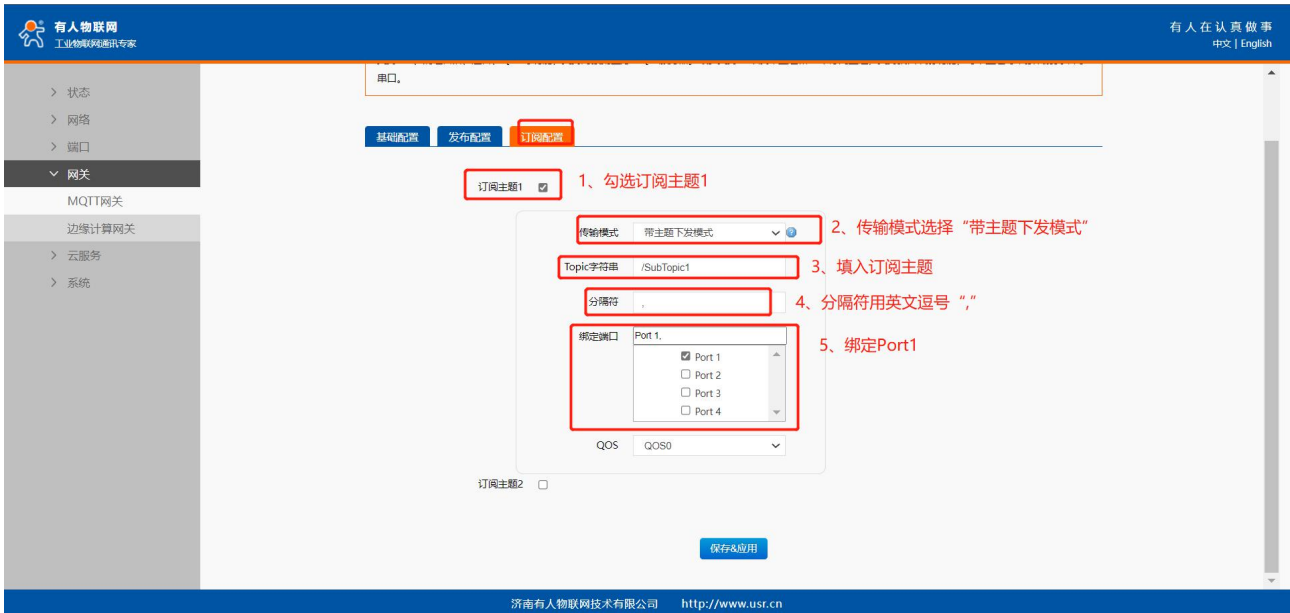 有人物联网
工业物联网通讯专家
有人在认真做事
中文 | English
串口。
状态
网络
端口
网关
MQTT网关
边缘计算网关
云服务
系统
基础配置 发布配置 订阅配置
订阅主题1 1、勾选订阅主题1
传输模式 带主题下发模式 2、传输模式选择“带主题下发模式”
Topic字符串 /SubTopic1 3、填入订阅主题
分隔符 , 4、分隔符用英文逗号“,”
绑定端口 Port 1, 5、绑定Port1
Port 1
Port 2
Port 3
Port 4
QOS QOS0
订阅主题2
保存&应用
济南有人物联网技术有限公司 http://www.usr.cn